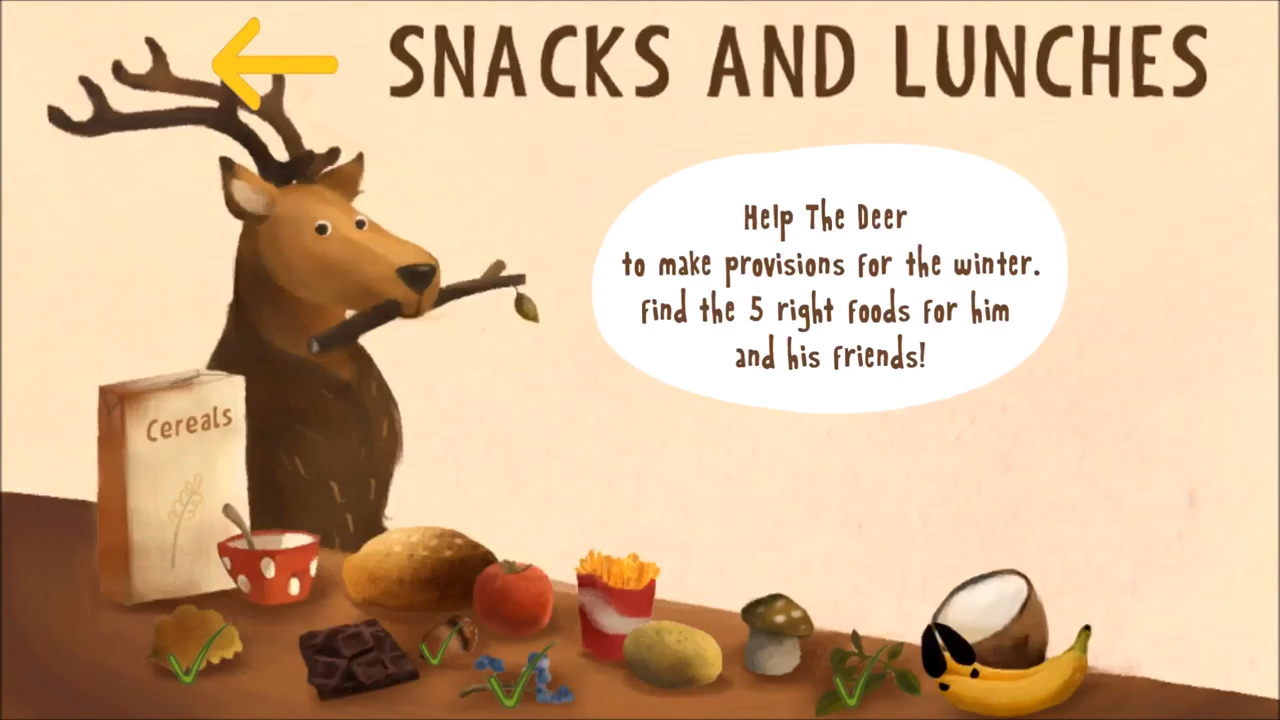 SNACKS AND LUNCHES
Help The Deer
to make provisions for the winter.
Find the 5 right foods for him
and his friends!
Cereals